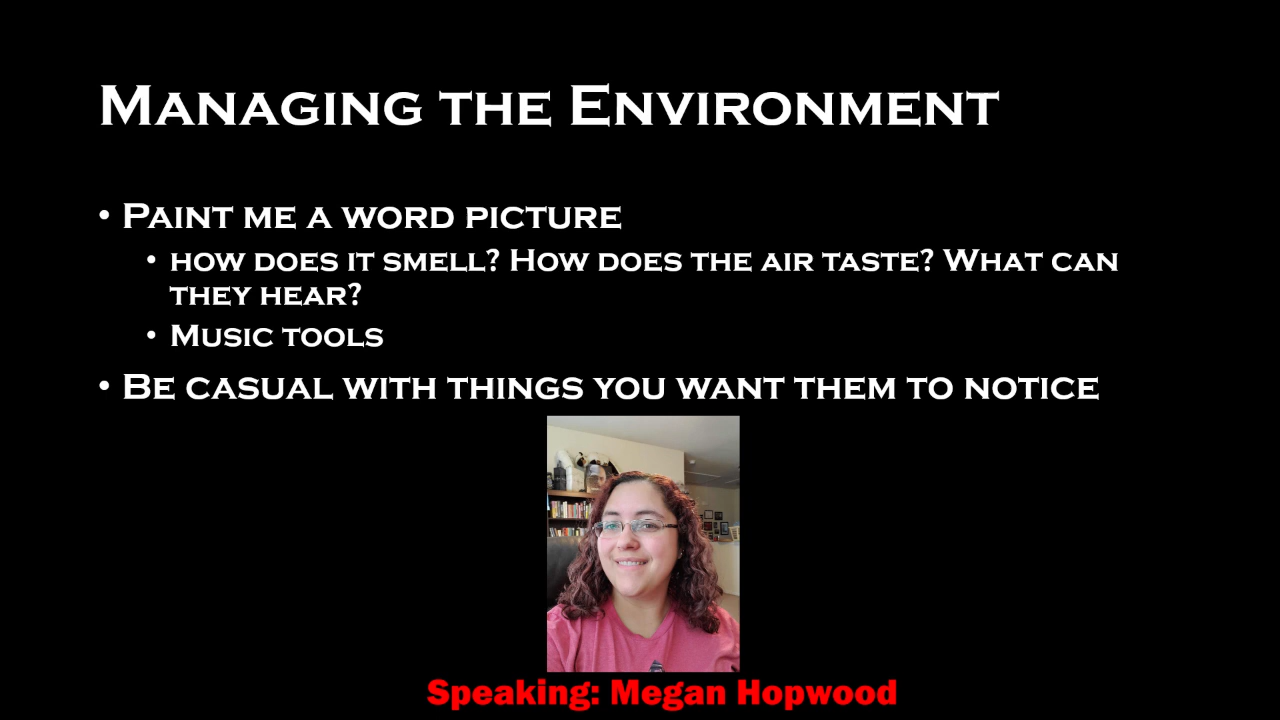 Managing the Environment
• Paint me a word picture
• how does it smell? How does the air taste? What can
they hear?
• Music tools
• Be casual with things you want them to notice
Speaking: Megan Hopwood